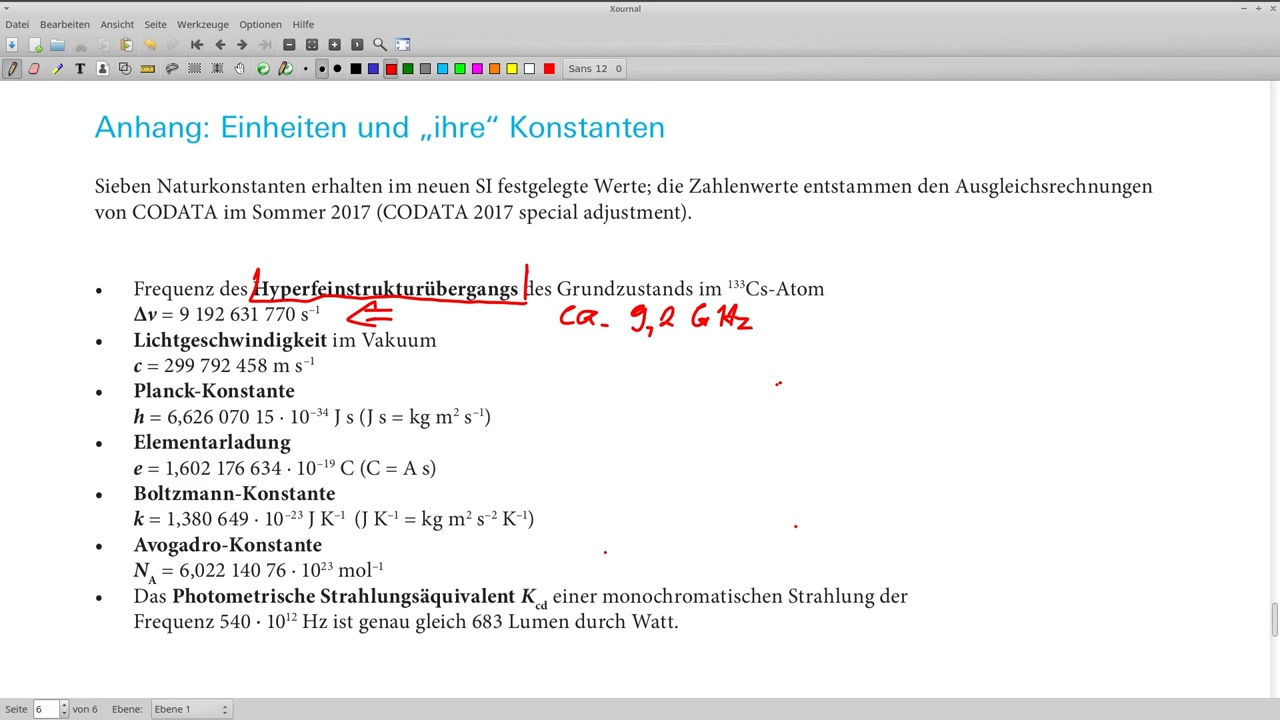 Xournal
Datei Bearbeiten Ansicht Seite Werkzeuge Optionen Hilfe
T 1 Sans 12 0
Anhang: Einheiten und „ihre“ Konstanten
Sieben Naturkonstanten erhalten im neuen SI festgelegte Werte; die Zahlenwerte entstammen den Ausgleichsrechnungen
von CODATA im Sommer 2017 (CODATA 2017 special adjustment).
• Frequenz des Hyperfeinstrukturübergangs des Grundzustands im ¹³³Cs-Atom
Δν = 9 192 631 770 s⁻¹ ca. 9,2 GHz
• Lichtgeschwindigkeit im Vakuum
c = 299 792 458 m s⁻¹
• Planck-Konstante
h = 6,626 070 15 · 10⁻³⁴ J s (J s = kg m² s⁻¹)
• Elementarladung
e = 1,602 176 634 · 10⁻¹⁹ C (C = A s)
• Boltzmann-Konstante
k = 1,380 649 · 10⁻²³ J K⁻¹ (J K⁻¹ = kg m² s⁻² K⁻¹)
• Avogadro-Konstante
N_A = 6,022 140 76 · 10²³ mol⁻¹
• Das Photometrische Strahlungsäquivalent K_cd einer monochromatischen Strahlung der
Frequenz 540 · 10¹² Hz ist genau gleich 683 Lumen durch Watt.
Seite 6 von 6 Ebene: Ebene 1